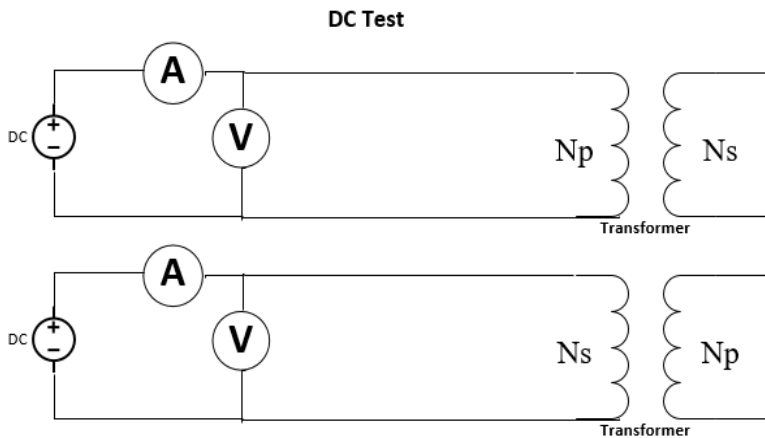 DC Test
A
DC
+
−
V
Np
Ns
Transformer
A
DC
+
−
V
Ns
Np
Transformer